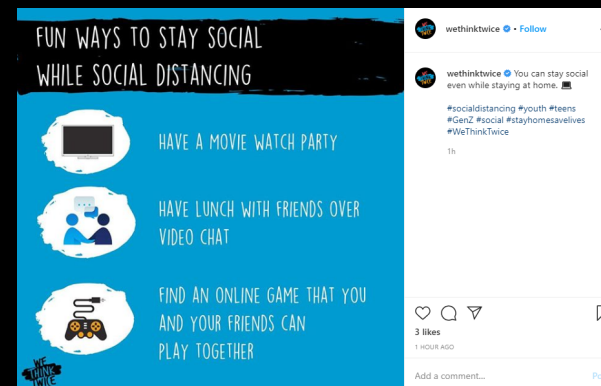 FUN WAYS TO STAY SOCIAL
WHILE SOCIAL DISTANCING
HAVE A MOVIE WATCH PARTY
HAVE LUNCH WITH FRIENDS OVER
VIDEO CHAT
FIND AN ONLINE GAME THAT YOU
AND YOUR FRIENDS CAN
PLAY TOGETHER
WE
THINK
TWICE
wethinktwice • Follow
wethinktwice You can stay social
even while staying at home.
#socialdistancing #youth #teens
#GenZ #social #stayhomesavelives
#WeThinkTwice
1h
3 likes
1 HOUR AGO
Add a comment...